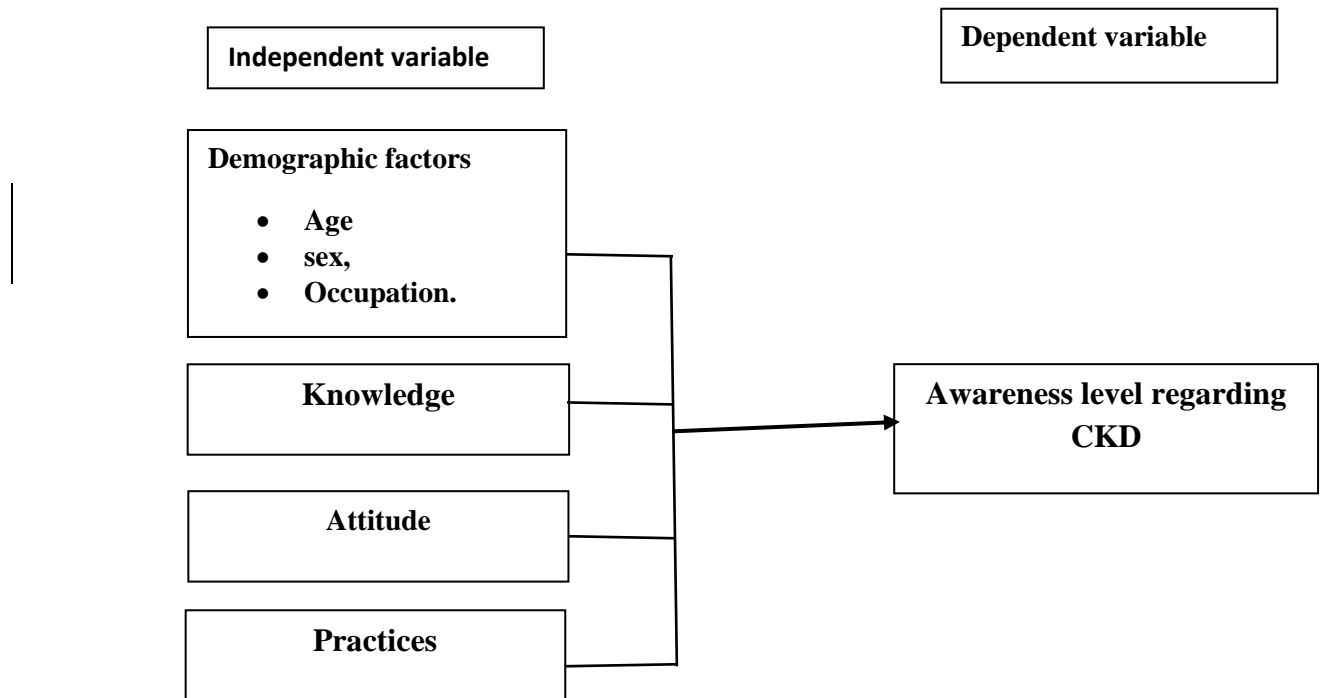 Independent variable
Dependent variable
Demographic factors
• Age
• sex,
• Occupation.
Knowledge
Attitude
Practices
Awareness level regarding
CKD